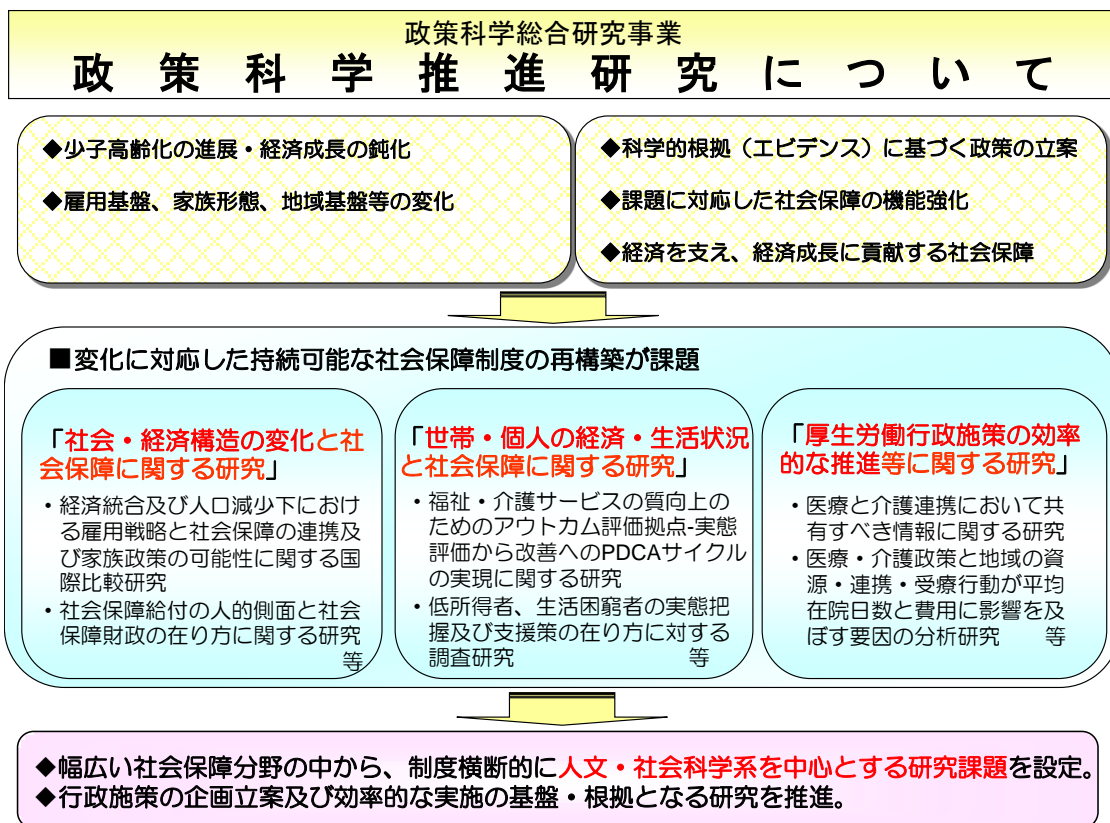 政策科学総合研究事業
政策科学推進研究について
◆少子高齢化の進展・経済成長の鈍化
◆雇用基盤、家族形態、地域基盤等の変化
◆科学的根拠（エビデンス）に基づく政策の立案
◆課題に対応した社会保障の機能強化
◆経済を支え、経済成長に貢献する社会保障
■変化に対応した持続可能な社会保障制度の再構築が課題
「社会・経済構造の変化と社
会保障に関する研究」
・経済統合及び人口減少下におけ
る雇用戦略と社会保障の連携及
び家族政策の可能性に関する国
際比較研究
・社会保障給付の人的側面と社会
保障財政の在り方に関する研究
等
「世帯・個人の経済・生活状況
と社会保障に関する研究」
・福祉・介護サービスの質向上の
ためのアウトカム評価拠点-実態
評価から改善へのPDCAサイクル
の実現に関する研究
・低所得者、生活困窮者の実態把
握及び支援策の在り方に対する
調査研究 等
「厚生労働行政施策の効率
的な推進等に関する研究」
・医療と介護連携において共
有すべき情報に関する研究
・医療・介護政策と地域の資
源・連携・受療行動が平均
在院日数と費用に影響を及
ぼす要因の分析研究 等
◆幅広い社会保障分野の中から、制度横断的に人文・社会科学系を中心とする研究課題を設定。
◆行政施策の企画立案及び効率的な実施の基盤・根拠となる研究を推進。